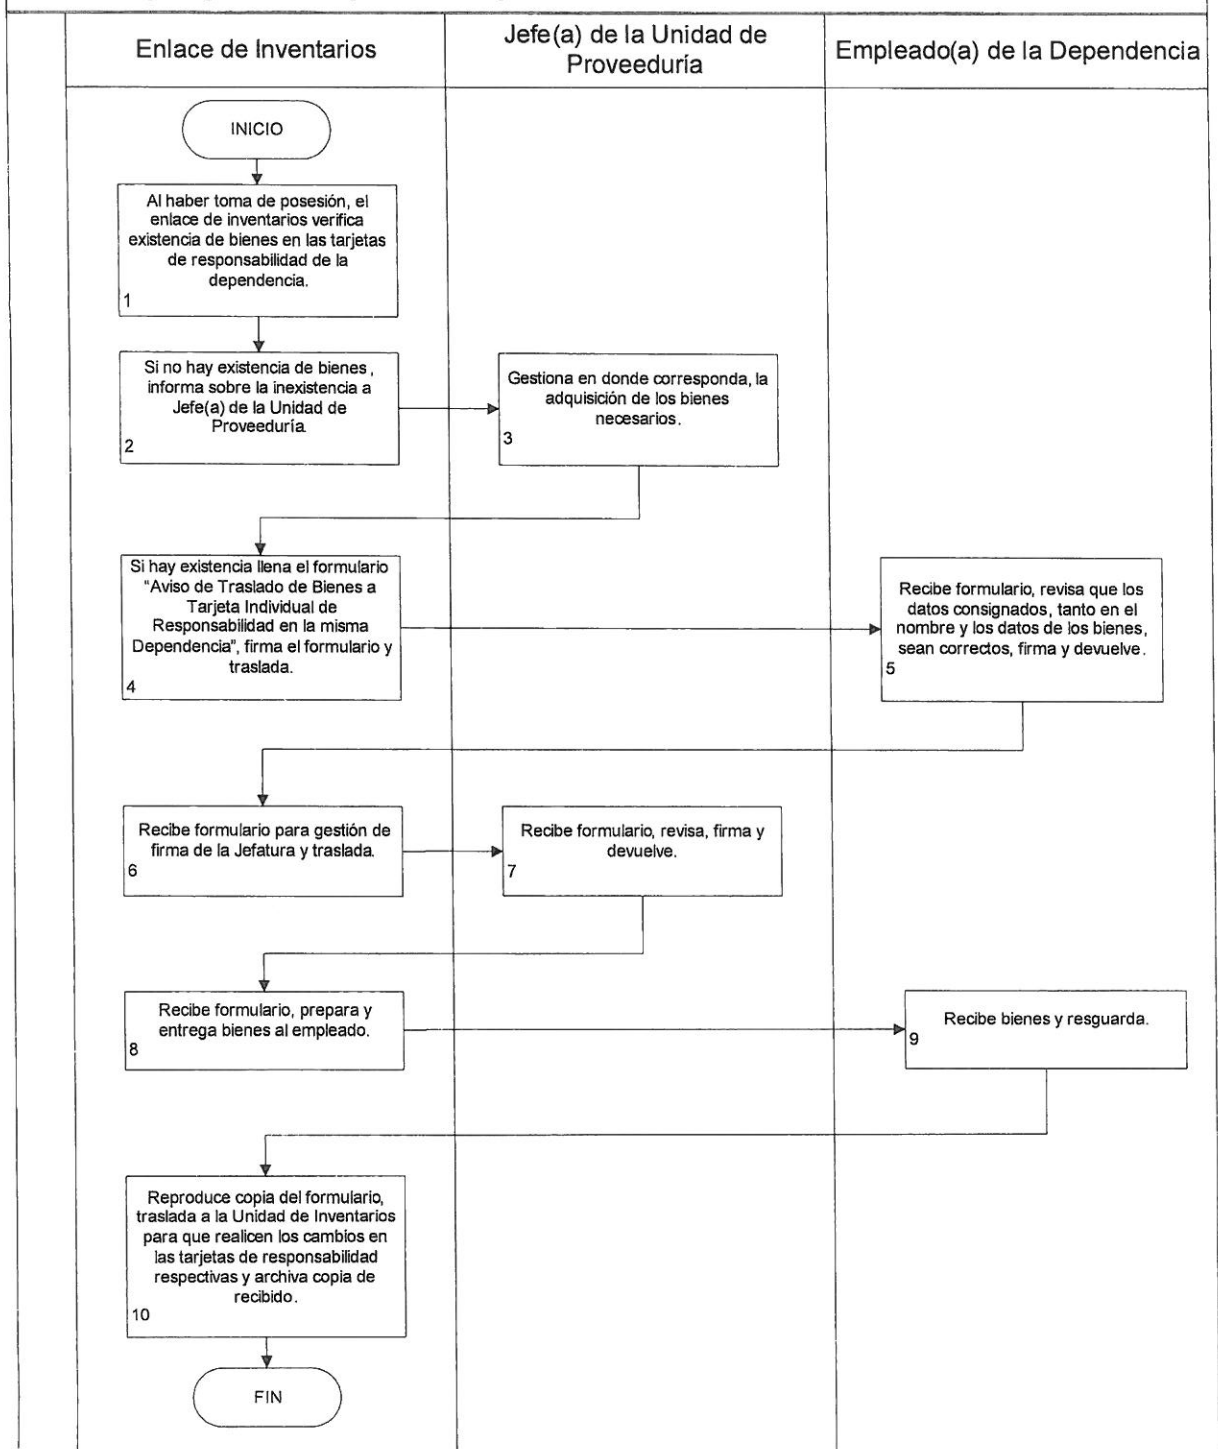 Enlace de Inventarios
Jefe(a) de la Unidad de
Proveeduría
Empleado(a) de la Dependencia
INICIO
Al haber toma de posesión, el
enlace de inventarios verifica
existencia de bienes en las tarjetas
de responsabilidad de la
dependencia.
1
Si no hay existencia de bienes,
informa sobre la inexistencia a
Jefe(a) de la Unidad de
Proveeduría
2
Gestiona en donde corresponda, la
adquisición de los bienes
necesarios.
3
Si hay existencia llena el formulario
"Aviso de Traslado de Bienes a
Tarjeta Individual de
Responsabilidad en la misma
Dependencia", firma el formulario y
traslada.
4
Recibe formulario, revisa que los
datos consignados, tanto en el
nombre y los datos de los bienes,
sean correctos, firma y devuelve.
5
Recibe formulario para gestión de
firma de la Jefatura y traslada.
6
Recibe formulario, revisa, firma y
devuelve.
7
Recibe formulario, prepara y
entrega bienes al empleado.
8
Recibe bienes y resguarda.
9
Reproduce copia del formulario,
traslada a la Unidad de Inventarios
para que realicen los cambios en
las tarjetas de responsabilidad
respectivas y archiva copia de
recibido.
10
FIN